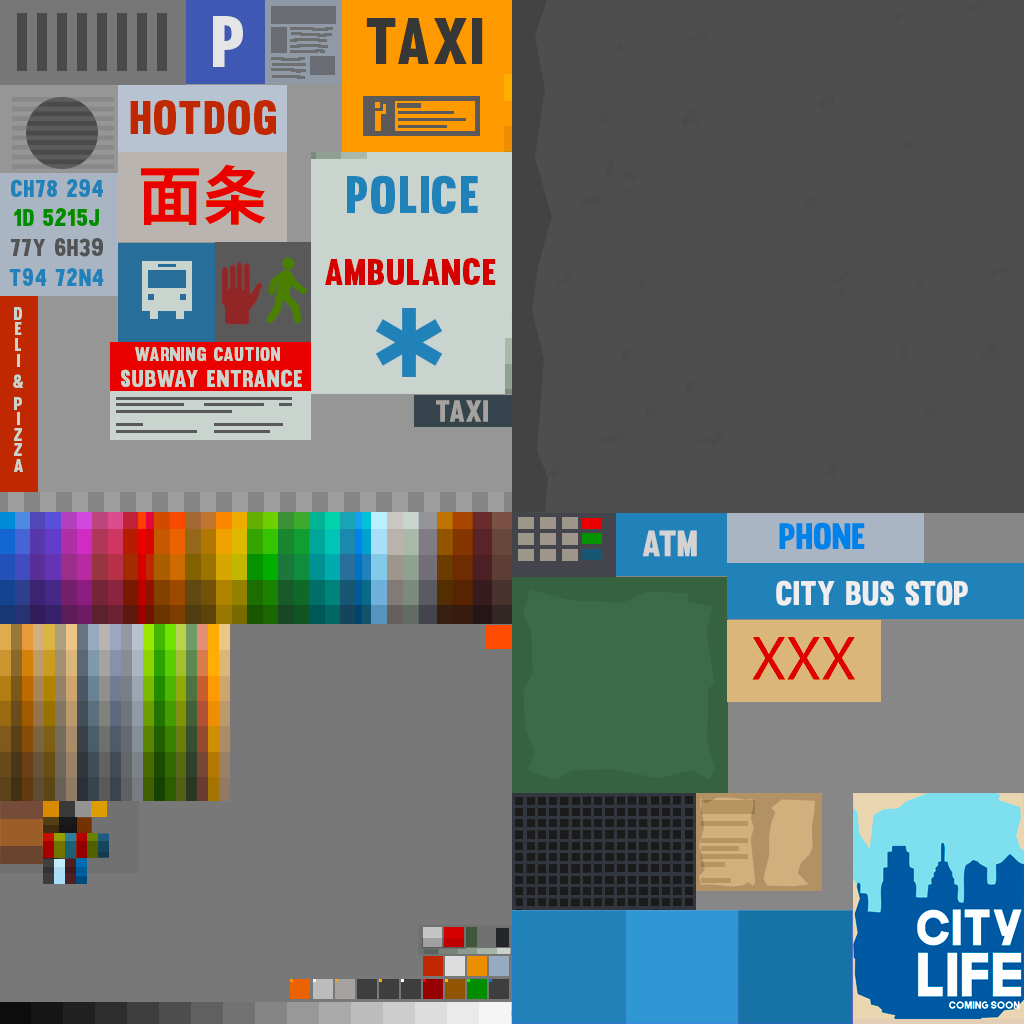 P
TAXI
HOTDOG
面条
CH78 294
1D 5215J
77Y 6H39
T94 72N4
POLICE
AMBULANCE
WARNING CAUTION
SUBWAY ENTRANCE
DELI & PIZZA
TAXI
ATM
PHONE
CITY BUS STOP
XXX
CITY
LIFE
COMING SOON